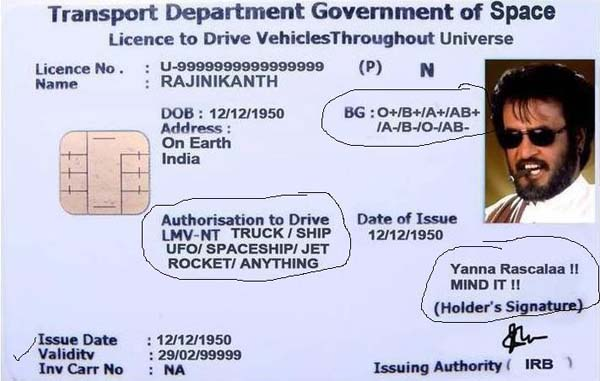 Transport Department Government of Space
Licence to Drive VehiclesThroughout Universe
Licence No . : U-9999999999999999 (P) N
Name : RAJINIKANTH
DOB : 12/12/1950
BG : O+/B+/A+/AB+
/A-/B-/O-/AB-
Address :
On Earth
India
Authorisation to Drive
LMV-NT TRUCK / SHIP
UFO/ SPACESHIP/ JET
ROCKET/ ANYTHING
Date of Issue
12/12/1950
Yanna Rascalaa !!
MIND IT !!
(Holder's Signature)
Issue Date : 12/12/1950
Validity : 29/02/99999
Inv Carr No : NA
Issuing Authority ( IRB )